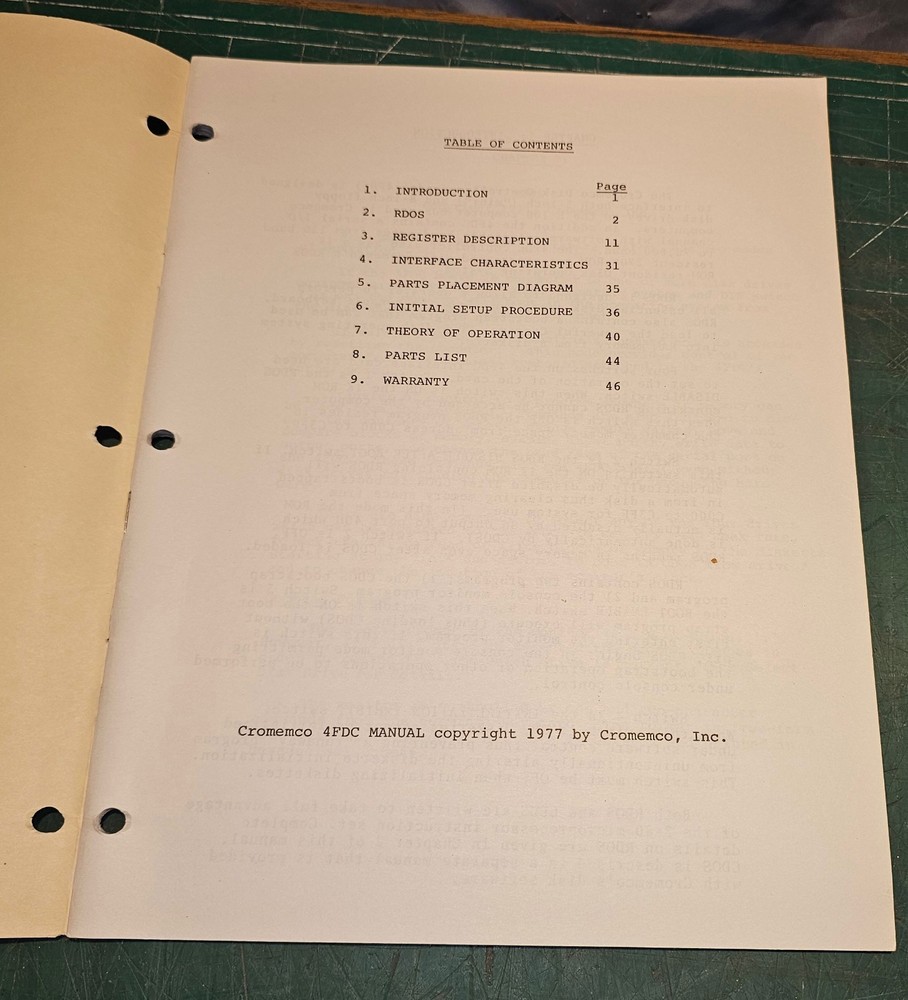 TABLE OF CONTENTS
Page
1. INTRODUCTION 1
2. RDOS 2
3. REGISTER DESCRIPTION 11
4. INTERFACE CHARACTERISTICS 31
5. PARTS PLACEMENT DIAGRAM 35
6. INITIAL SETUP PROCEDURE 36
7. THEORY OF OPERATION 40
8. PARTS LIST 44
9. WARRANTY 46
Cromemco 4FDC MANUAL copyright 1977 by Cromemco, Inc.